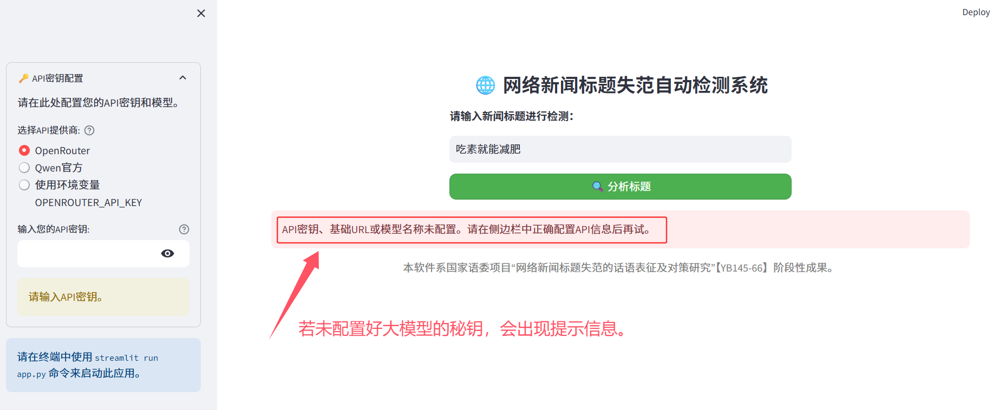 Deploy
API密钥配置
请在此处配置您的API密钥和模型。
选择API提供商:
OpenRouter
Qwen官方
使用环境变量
OPENROUTER_API_KEY
输入您的API密钥:
请输入API密钥。
请在终端中使用 streamlit run
app.py 命令来启动此应用。
网络新闻标题失范自动检测系统
请输入新闻标题进行检测：
吃素就能减肥
分析标题
API密钥、基础URL或模型名称未配置。请在侧边栏中正确配置API信息后再试。
本软件系国家语委项目“网络新闻标题失范的话语表征及对策研究”【YB145-66】阶段性成果。
若未配置好大模型的秘钥，会出现提示信息。